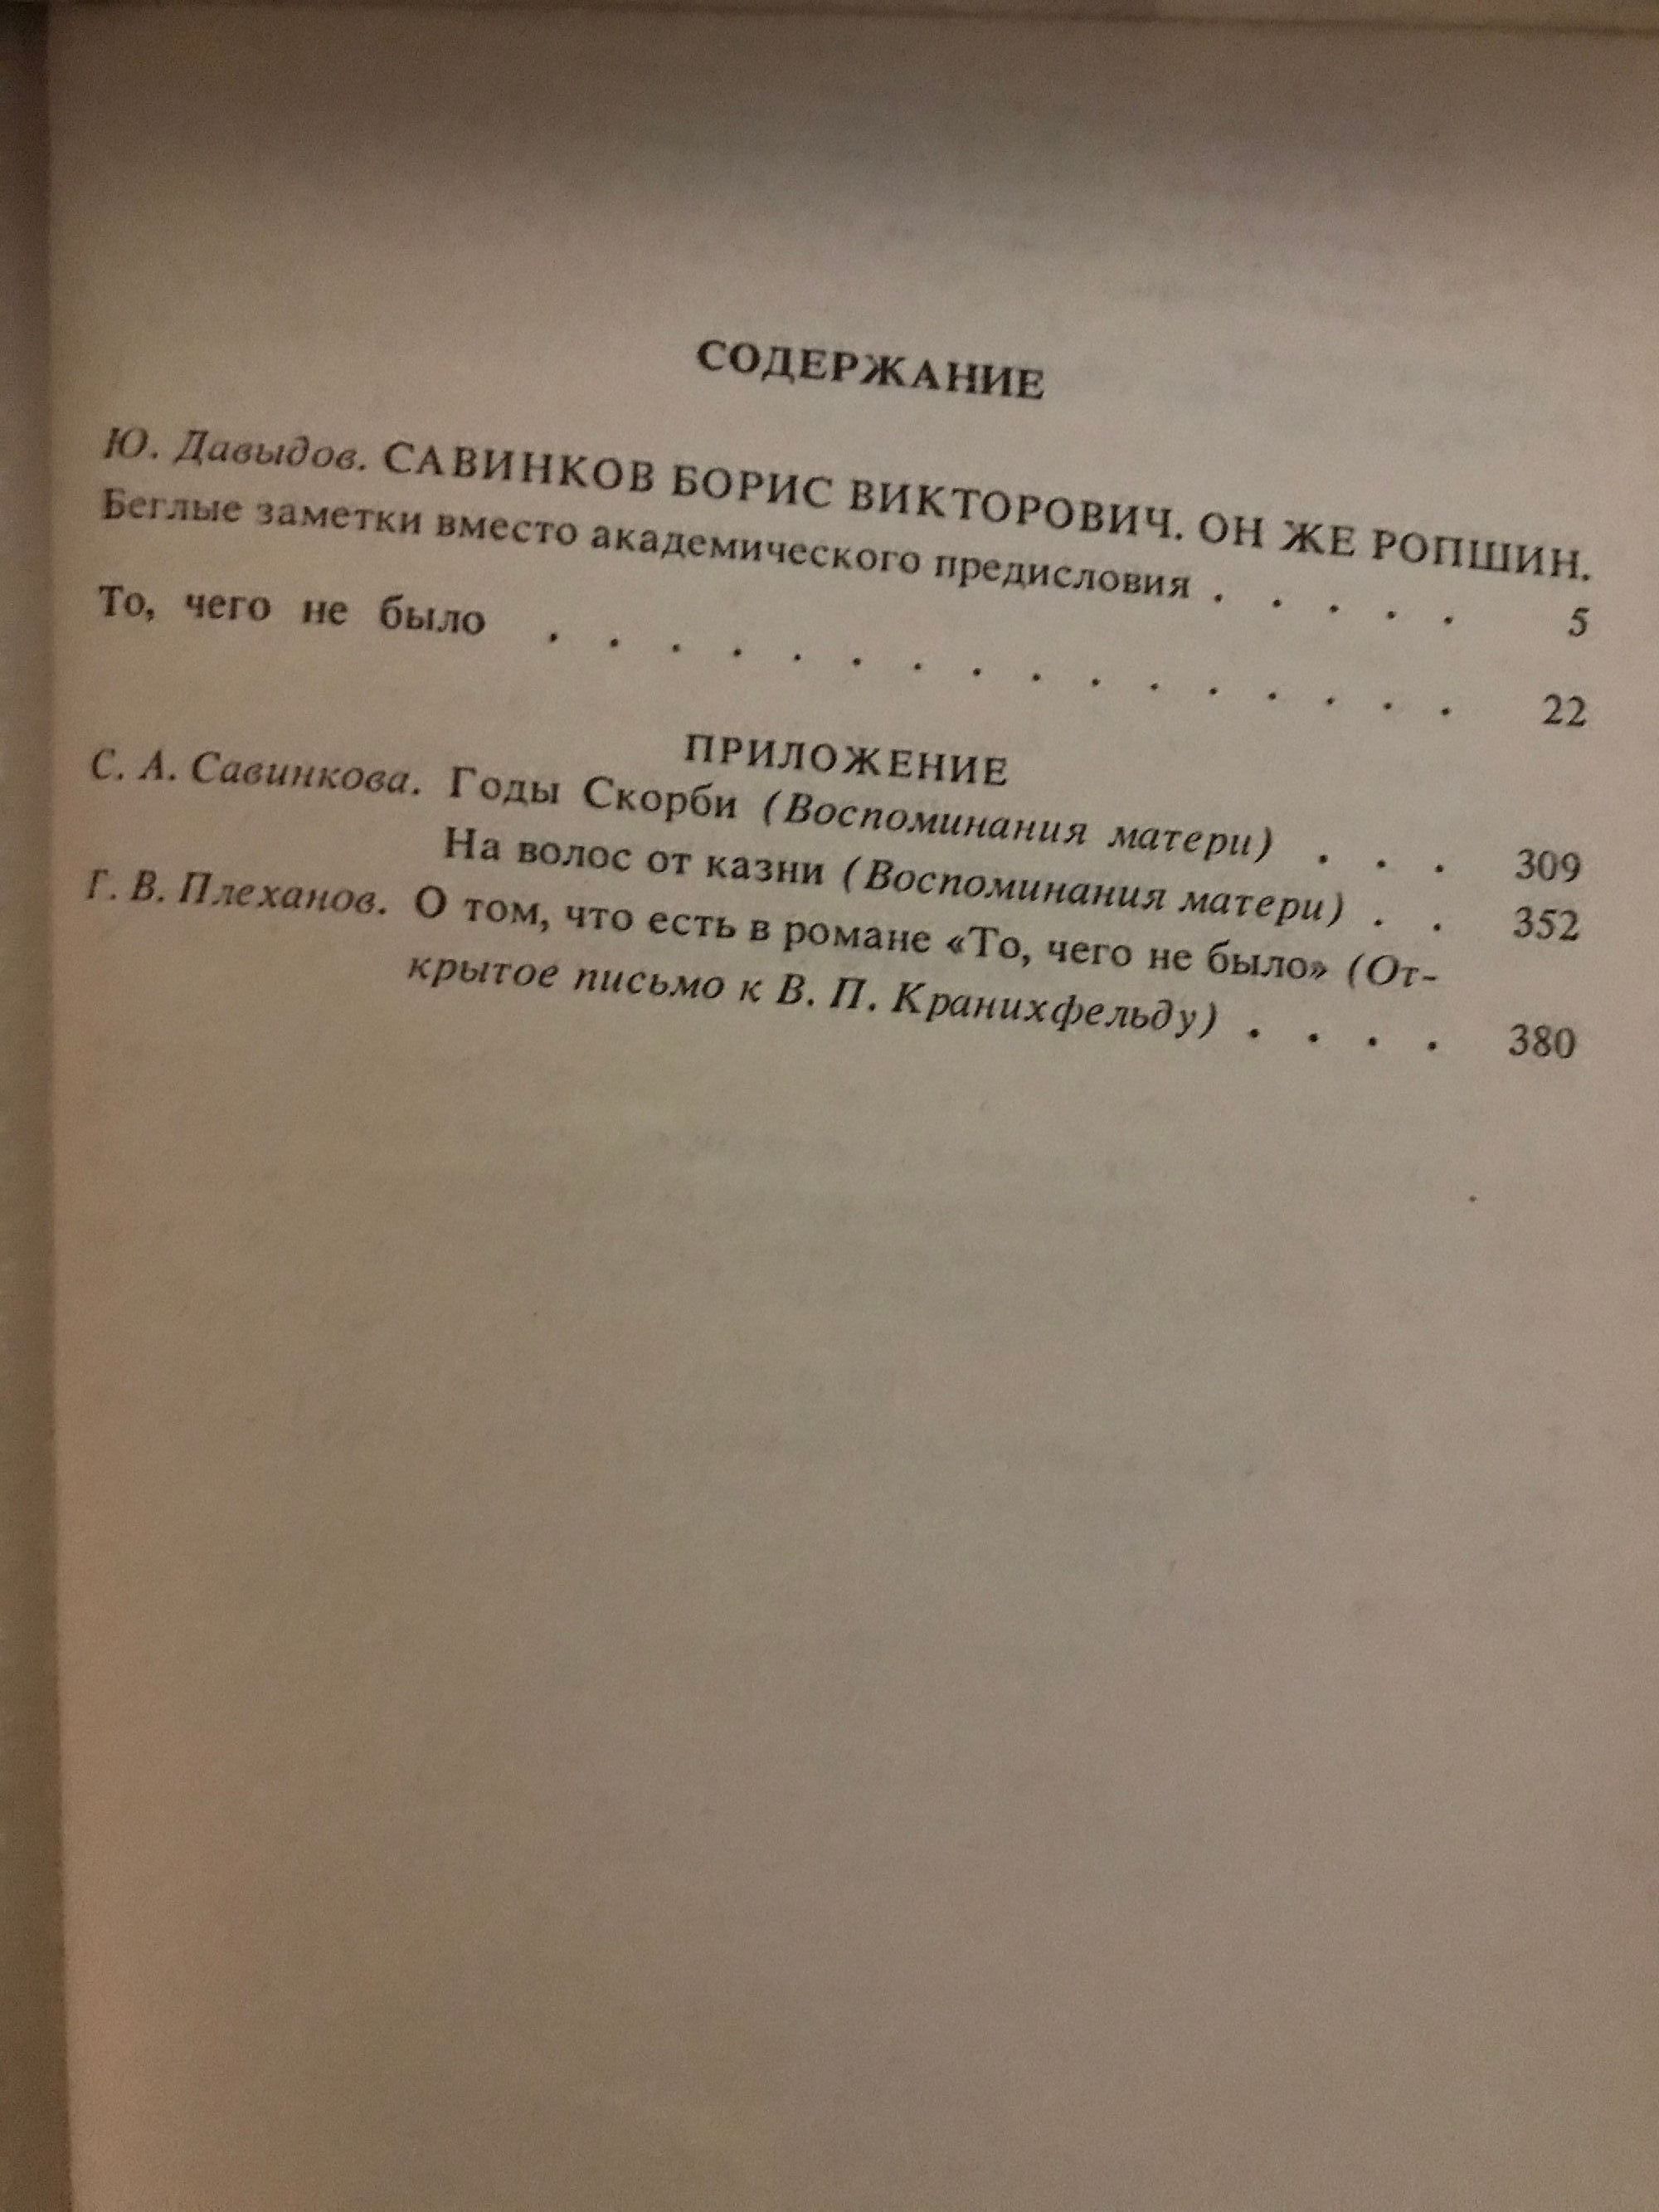 СОДЕРЖАНИЕ
Ю. Давыдов. САВИНКОВ БОРИС ВИКТОРОВИЧ. ОН ЖЕ РОПШИН.
Беглые заметки вместо академического предисловия . . . . . 5
То, чего не было . . . . . . . . . . . . . . . . 22
ПРИЛОЖЕНИЕ
С. А. Савинкова. Годы Скорби (Воспоминания матери) . . . 309
На волос от казни (Воспоминания матери) . . 352
Г. В. Плеханов. О том, что есть в романе «То, чего не было» (От-
крытое письмо к В. П. Кранихфельду) . . . . 380